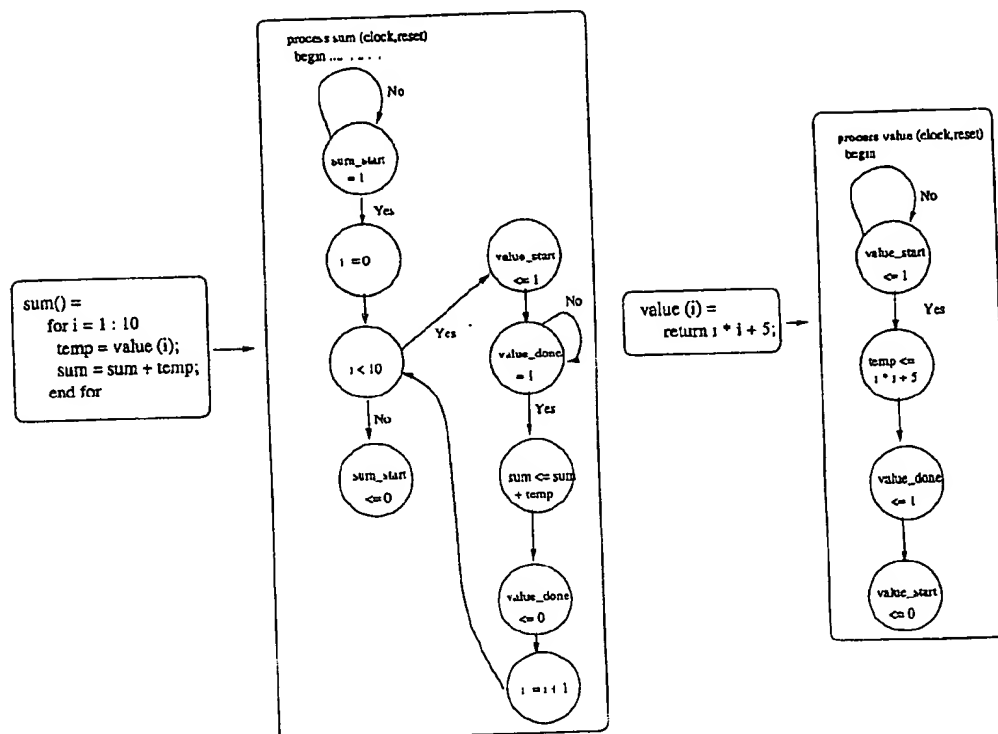 sum() =
for i = 1 : 10
temp = value (i);
sum = sum + temp;
end for
process sum (clock,reset)
begin .... . . . .
No
sum_start
= 1
Yes
i = 0
i < 10
Yes
No
sum_start
<= 0
value_start
<= 1
No
value_done
= 1
Yes
sum <= sum
+ temp
value_done
<= 0
i = i + 1
value (i) =
return i * i + 5;
process value (clock,reset)
begin
No
value_start
<= 1
Yes
temp <=
i * i + 5
value_done
<= 1
value_start
<= 0